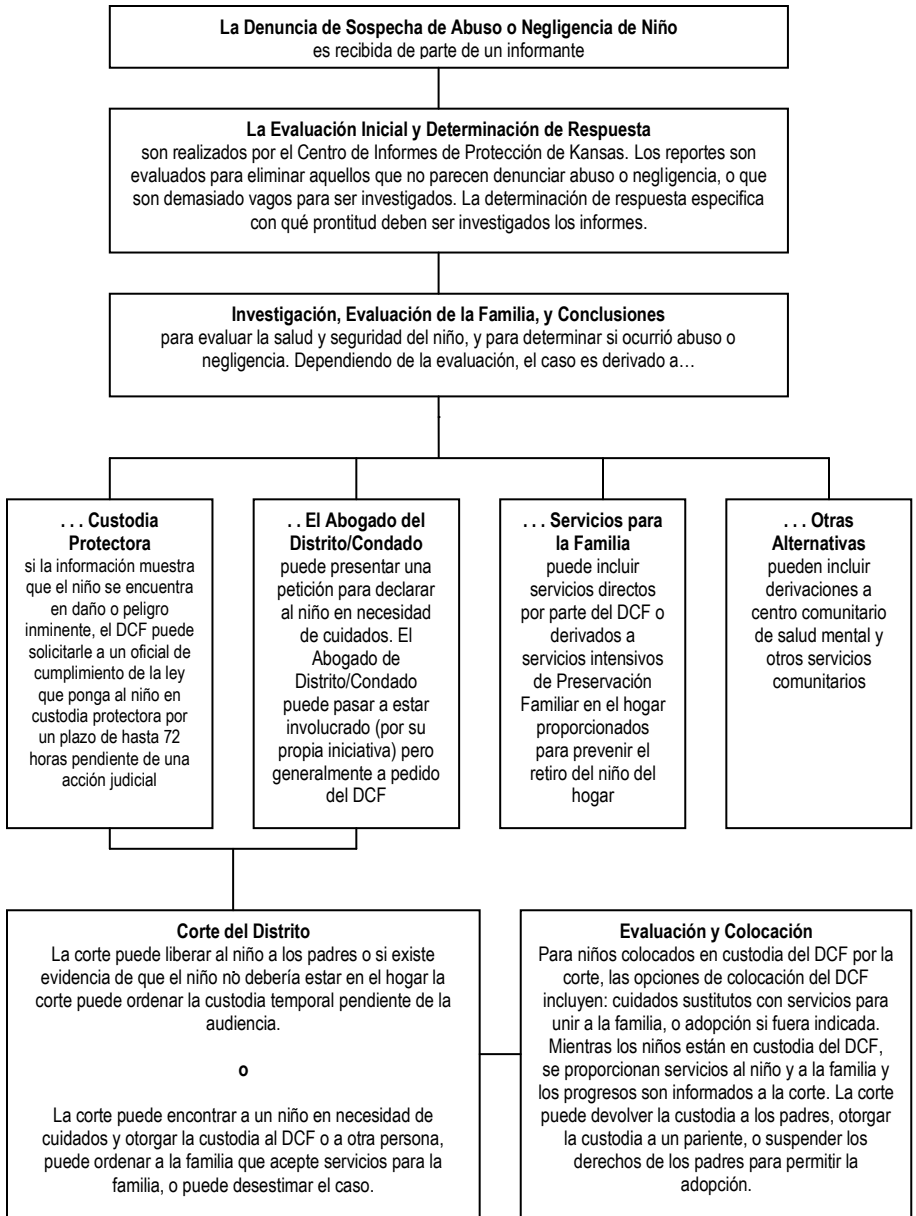 La Denuncia de Sospecha de Abuso o Negligencia de Niño
es recibida de parte de un informante
La Evaluación Inicial y Determinación de Respuesta
son realizados por el Centro de Informes de Protección de Kansas. Los reportes son
evaluados para eliminar aquellos que no parecen denunciar abuso o negligencia, o que
son demasiado vagos para ser investigados. La determinación de respuesta especifica
con qué prontitud deben ser investigados los informes.
Investigación, Evaluación de la Familia, y Conclusiones
para evaluar la salud y seguridad del niño, y para determinar si ocurrió abuso o
negligencia. Dependiendo de la evaluación, el caso es derivado a…
. . . Custodia
Protectora
si la información muestra
que el niño se encuentra
en daño o peligro
inminente, el DCF puede
solicitarle a un oficial de
cumplimiento de la ley
que ponga al niño en
custodia protectora por
un plazo de hasta 72
horas pendiente de una
acción judicial
. . El Abogado del
Distrito/Condado
puede presentar una
petición para declarar
al niño en necesidad
de cuidados. El
Abogado de
Distrito/Condado
puede pasar a estar
involucrado (por su
propia iniciativa) pero
generalmente a pedido
del DCF
. . . Servicios para
la Familia
puede incluir
servicios directos
por parte del DCF o
derivados a
servicios intensivos
de Preservación
Familiar en el hogar
proporcionados
para prevenir el
retiro del niño del
hogar
. . . Otras
Alternativas
pueden incluir
derivaciones a
centro comunitario
de salud mental y
otros servicios
comunitarios
Corte del Distrito
La corte puede liberar al niño a los padres o si existe
evidencia de que el niño no debería estar en el hogar la
corte puede ordenar la custodia temporal pendiente de la
audiencia.
o
La corte puede encontrar a un niño en necesidad de
cuidados y otorgar la custodia al DCF o a otra persona,
puede ordenar a la familia que acepte servicios para la
familia, o puede desestimar el caso.
Evaluación y Colocación
Para niños colocados en custodia del DCF por la
corte, las opciones de colocación del DCF
incluyen: cuidados sustitutos con servicios para
unir a la familia, o adopción si fuera indicada.
Mientras los niños están en custodia del DCF,
se proporcionan servicios al niño y a la familia y
los progresos son informados a la corte. La corte
puede devolver la custodia a los padres, otorgar
la custodia a un pariente, o suspender los
derechos de los padres para permitir la
adopción.